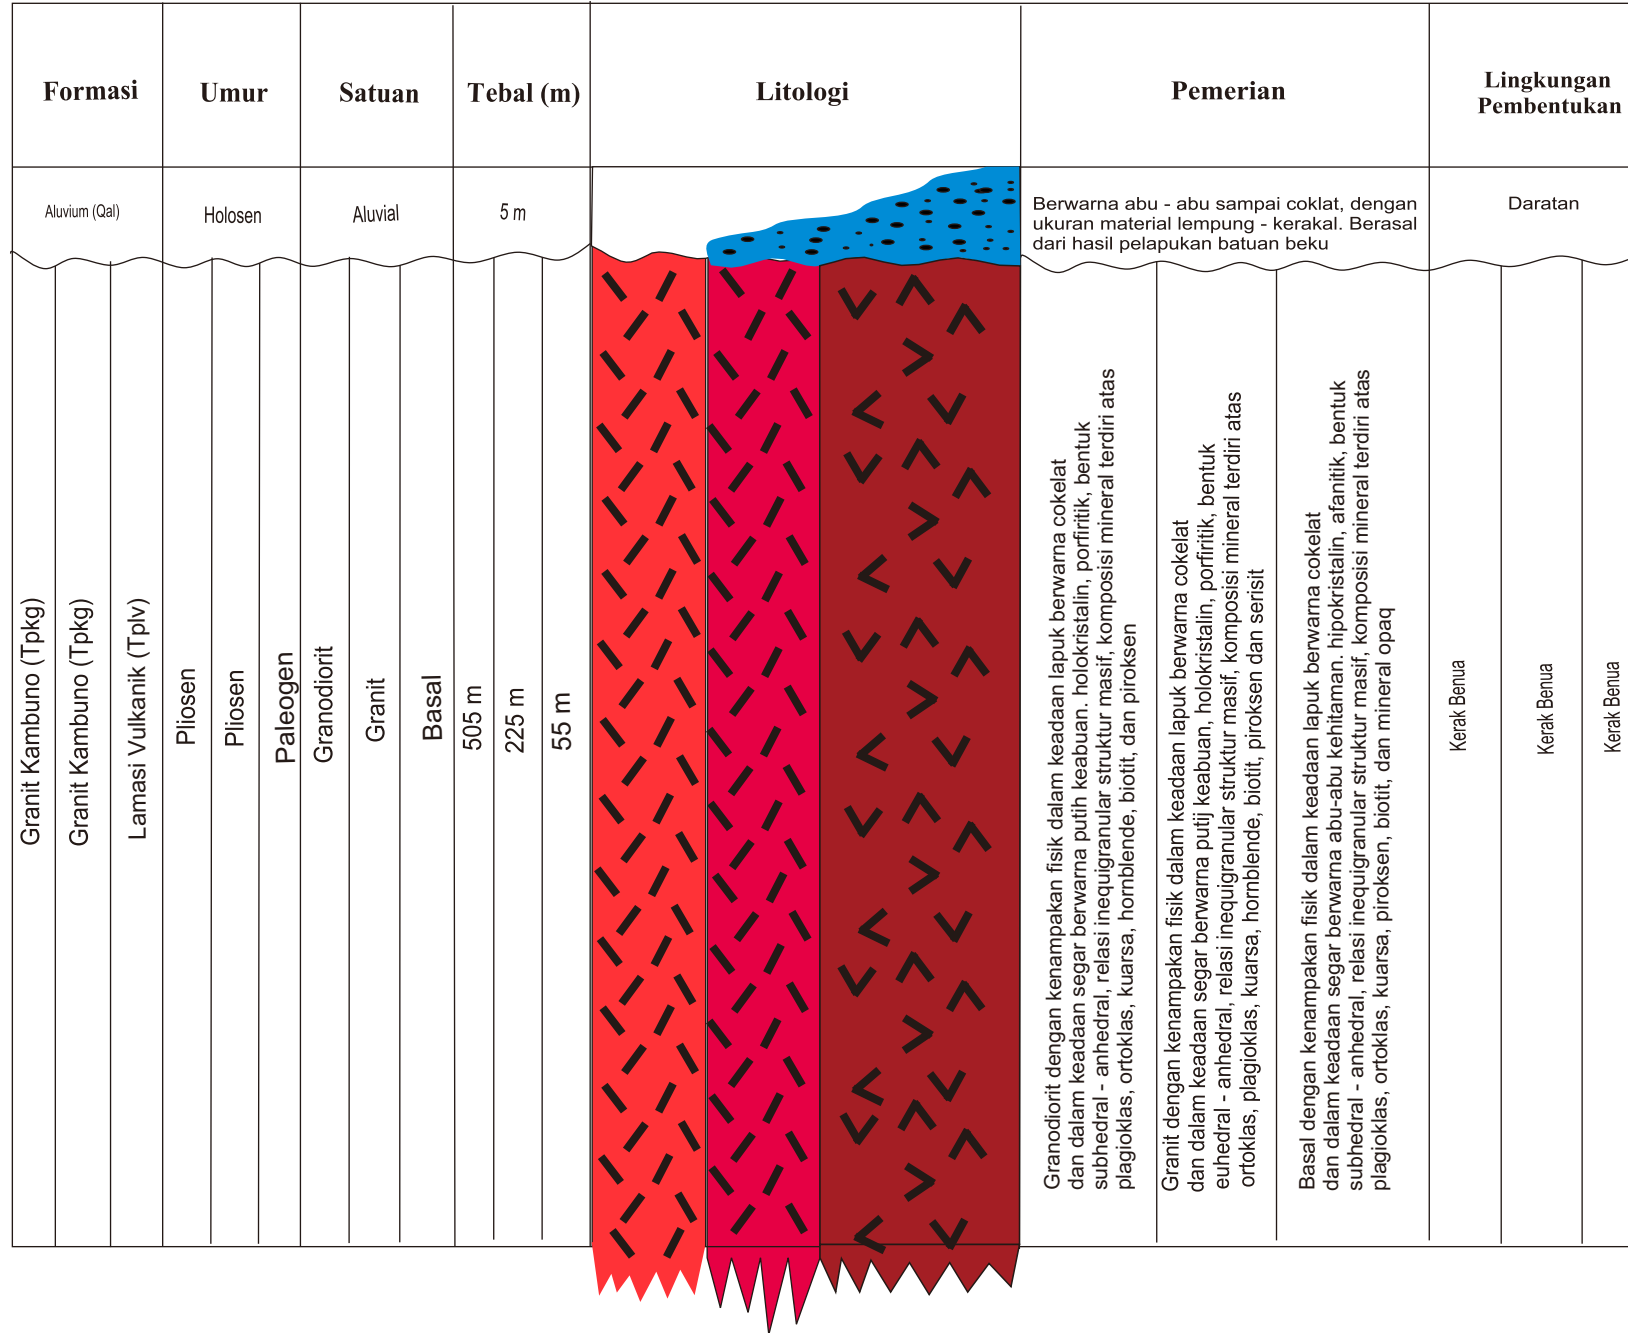 Formasi
Umur
Satuan
Tebal (m)
Litologi
Pemerian
Lingkungan
Pembentukan
Aluvium (Qal)
Holosen
Aluvial
5 m
Berwarna abu - abu sampai coklat, dengan
ukuran material lempung - kerakal. Berasal
dari hasil pelapukan batuan beku
Daratan
Granit Kambuno (Tpkg)
Granit Kambuno (Tpkg)
Lamasi Vulkanik (Tplv)
Pliosen
Pliosen
Paleogen
Granodiorit
Granit
Basal
505 m
225 m
55 m
Granodiorit dengan kenampakan fisik dalam keadaan lapuk berwarna cokelat
dan dalam keadaan segar berwarna putih keabuan. holokristalin, porfiritik, bentuk
subhedral - anhedral, relasi inequigranular struktur masif, komposisi mineral terdiri atas
plagioklas, ortoklas, kuarsa, hornblende, biotit, dan piroksen
Granit dengan kenampakan fisik dalam keadaan lapuk berwarna cokelat
dan dalam keadaan segar berwarna putij keabuan, holokristalin, porfiritik, bentuk
euhedral - anhedral, relasi inequigranular struktur masif, komposisi mineral terdiri atas
ortoklas, plagioklas, kuarsa, hornblende, biotit, piroksen dan serisit
Basal dengan kenampakan fisik dalam keadaan lapuk berwarna cokelat
dan dalam keadaan segar berwarna abu-abu kehitaman. hipokristalin, afanitik, bentuk
subhedral - anhedral, relasi inequigranular struktur masif, komposisi mineral terdiri atas
plagioklas, ortoklas, kuarsa, piroksen, biotit, dan mineral opaq
Kerak Benua
Kerak Benua
Kerak Benua